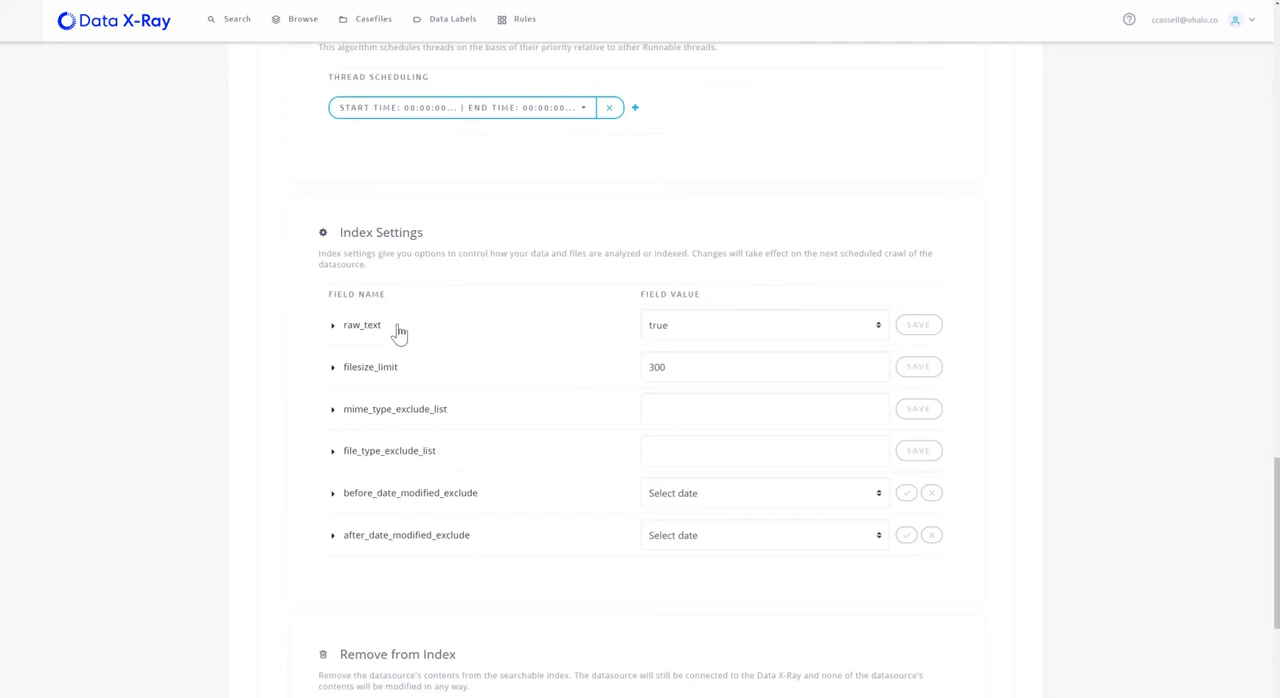 Data X-Ray
Search
Browse
Casefiles
Data Labels
Rules
ccassell@ohalo.co
This algorithm schedules threads on the basis of their priority relative to other Runnable threads.
THREAD SCHEDULING
START TIME: 00:00:00... | END TIME: 00:00:00...
Index Settings
Index settings give you options to control how your data and files are analyzed or indexed. Changes will take effect on the next scheduled crawl of the
datasource.
FIELD NAME FIELD VALUE
raw_text true SAVE
filesize_limit 300 SAVE
mime_type_exclude_list SAVE
file_type_exclude_list SAVE
before_date_modified_exclude Select date
after_date_modified_exclude Select date
Remove from Index
Remove the datasource's contents from the searchable index. The datasource will still be connected to the Data X-Ray and none of the datasource's
contents will be modified in any way.